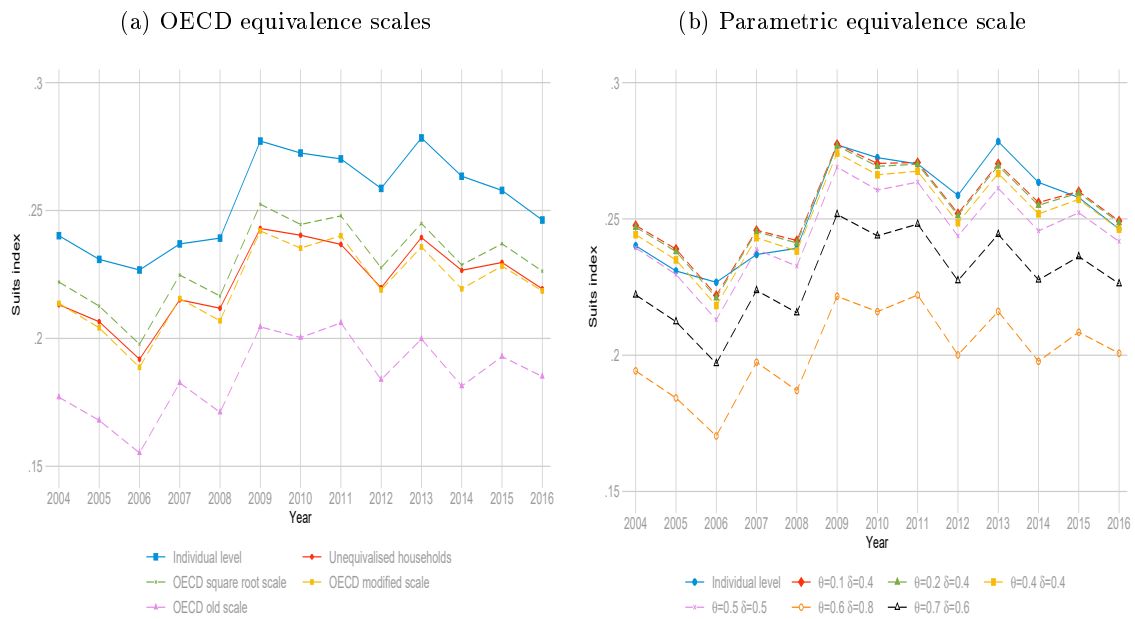 (a) OECD equivalence scales
.3
.25
.2
.15
Suits index
2004 2005 2006 2007 2008 2009 2010 2011 2012 2013 2014 2015 2016
Year
Individual level
Unequivalised households
OECD square root scale
OECD modified scale
OECD old scale
(b) Parametric equivalence scale
.3
.25
.2
.15
Suits index
2004 2005 2006 2007 2008 2009 2010 2011 2012 2013 2014 2015 2016
Year
Individual level θ=0.1 δ=0.4 θ=0.2 δ=0.4 θ=0.4 δ=0.4
θ=0.5 δ=0.5 θ=0.6 δ=0.8 θ=0.7 δ=0.6